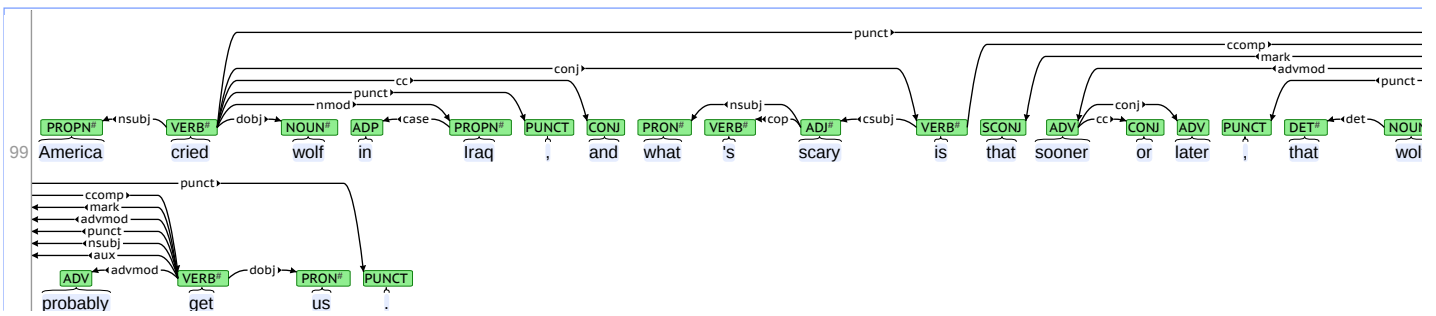 punct
ccomp
mark
conj advmod
cc punct
punct
nmod nsubj conj
PROPN# nsubj VERB# dobj NOUN# ADP case PROPN# PUNCT CONJ PRON# VERB# cop ADJ# csubj VERB# SCONJ ADV cc CONJ ADV PUNCT DET# det NOUN
99 America cried wolf in Iraq , and what 's scary is that sooner or later , that wol
punct
ccomp
mark
advmod
punct
nsubj
aux
ADV advmod VERB# dobj PRON# PUNCT
probably get us .